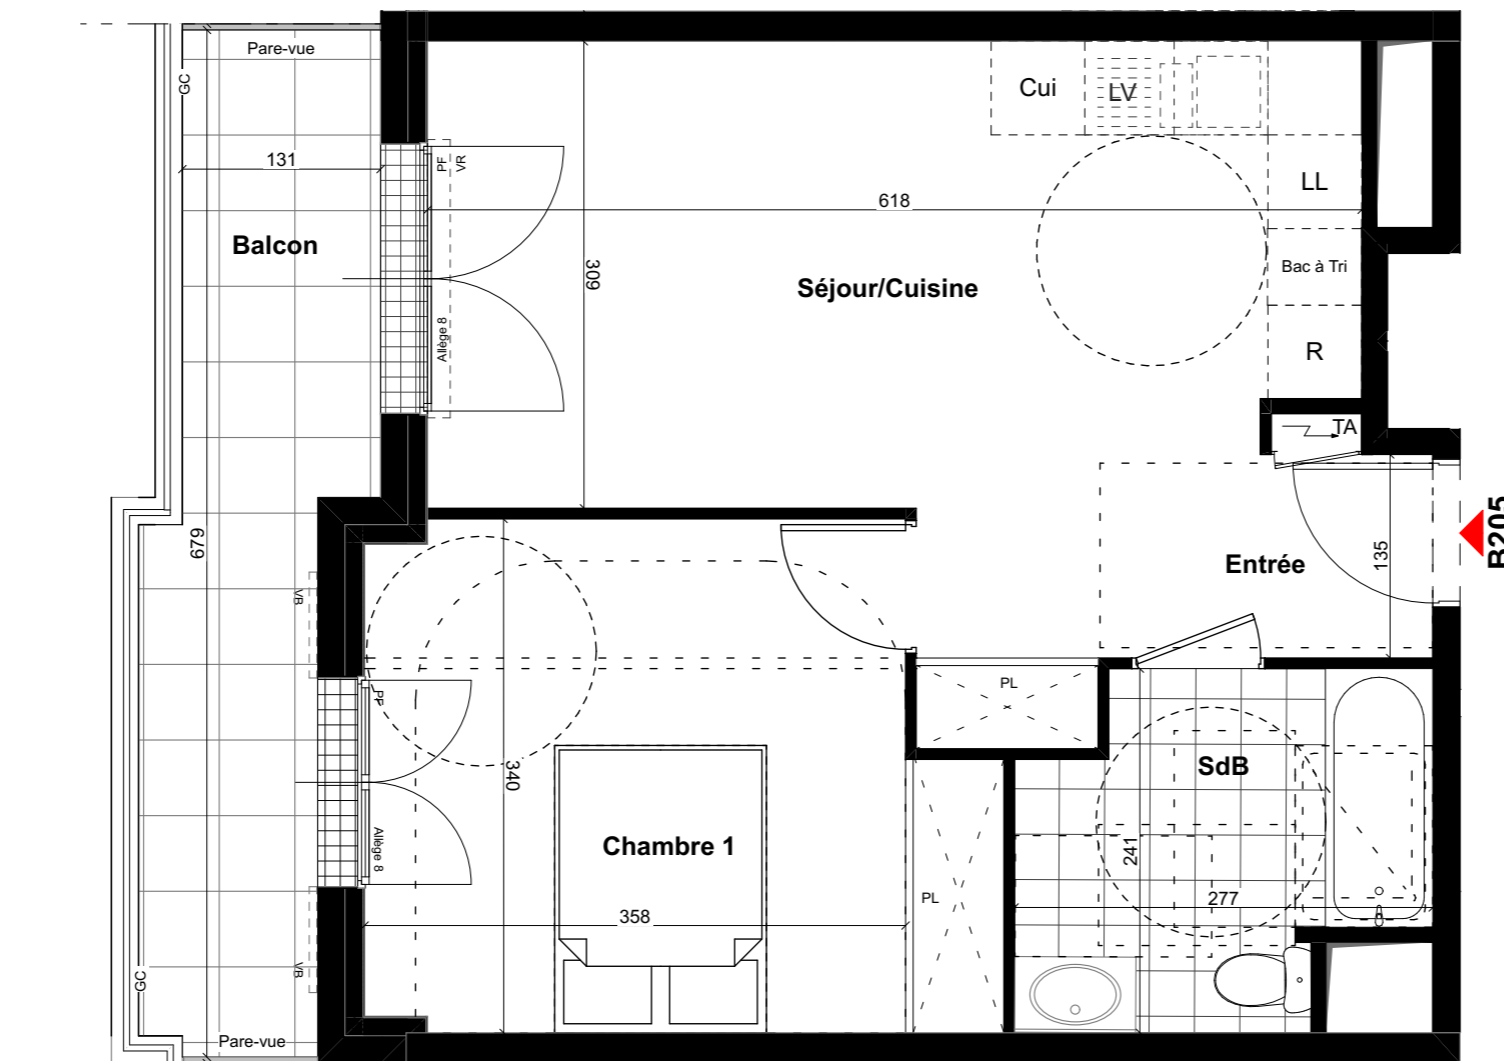 Pare-vue
GC
131
Balcon
PF
VR
Allège 8
309
618
Séjour/Cuisine
Cui
LV
LL
Bac à Tri
R
TA
B205
Entrée
135
679
VB
PF
Allège 8
340
Chambre 1
358
PL
PL
SdB
241
277
VB
GC
Pare-vue